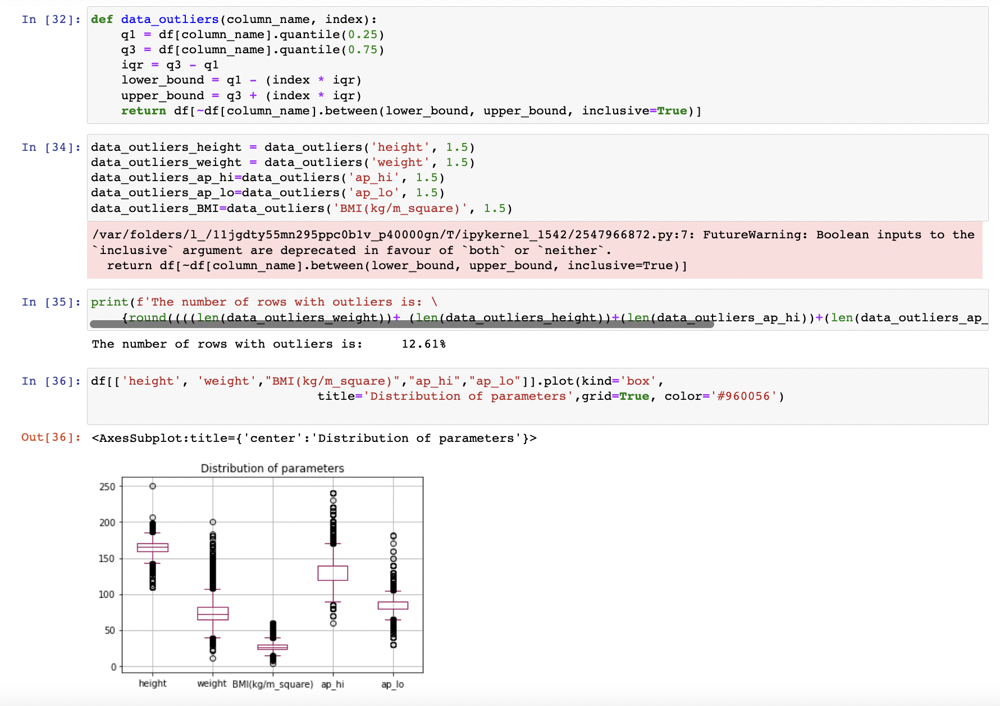 In [32]: def data_outliers(column_name, index):
    q1 = df[column_name].quantile(0.25)
    q3 = df[column_name].quantile(0.75)
    iqr = q3 - q1
    lower_bound = q1 - (index * iqr)
    upper_bound = q3 + (index * iqr)
    return df[~df[column_name].between(lower_bound, upper_bound, inclusive=True)]
In [34]: data_outliers_height = data_outliers('height', 1.5)
data_outliers_weight = data_outliers('weight', 1.5)
data_outliers_ap_hi=data_outliers('ap_hi', 1.5)
data_outliers_ap_lo=data_outliers('ap_lo', 1.5)
data_outliers_BMI=data_outliers('BMI(kg/m_square)', 1.5)
/var/folders/l_/11jgdty55mn295ppc0b1v_p40000gn/T/ipykernel_1542/2547966872.py:7: FutureWarning: Boolean inputs to the
`inclusive` argument are deprecated in favour of `both` or `neither`.
  return df[~df[column_name].between(lower_bound, upper_bound, inclusive=True)]
In [35]: print(f'The number of rows with outliers is: \
    {round((((len(data_outliers_weight))+ (len(data_outliers_height))+(len(data_outliers_ap_hi))+(len(data_outliers_ap_
The number of rows with outliers is:     12.61%
In [36]: df[['height', 'weight',"BMI(kg/m_square)","ap_hi","ap_lo"]].plot(kind='box',
                              title='Distribution of parameters',grid=True, color='#960056')
Out[36]: <AxesSubplot:title={'center':'Distribution of parameters'}>
Distribution of parameters
250
200
150
100
50
0
height weight BMI(kg/m_square) ap_hi ap_lo